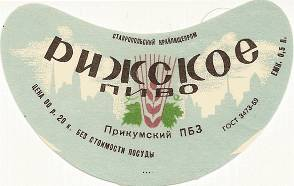 СТАВРОПОЛЬСКИЙ КРАЙПИЩЕПРОМ
РИЖСКОЕ
ПИВО
Прикумский ПБЗ
ЦЕНА 00 р. 20 к. БЕЗ СТОИМОСТИ ПОСУДЫ
ГОСТ 3473-69
ЕМК. 0,5 л.